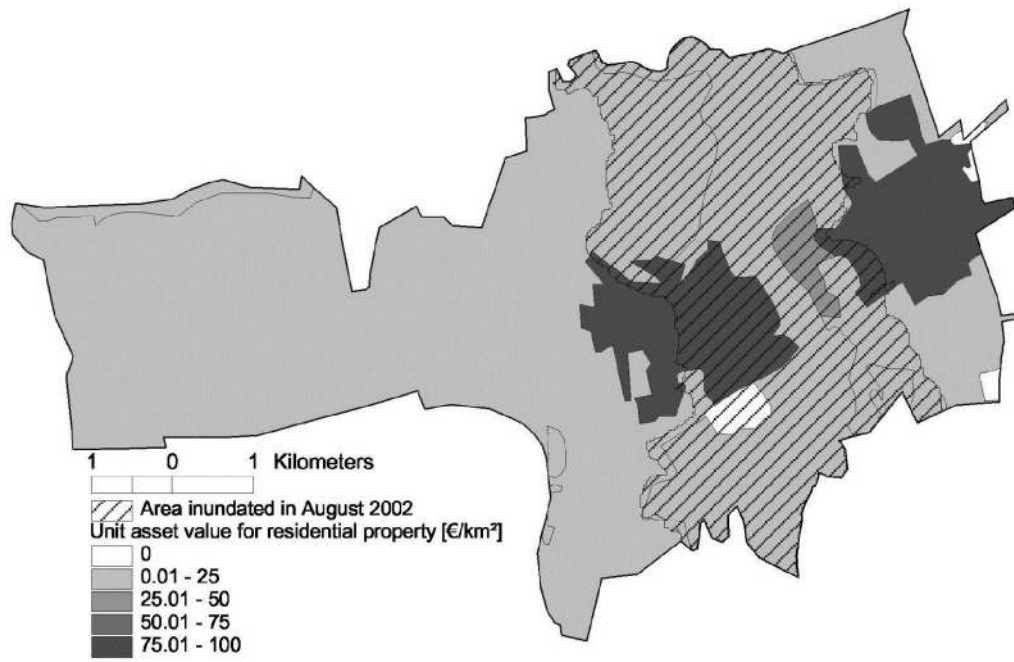 1 0 1 Kilometers
Area inundated in August 2002
Unit asset value for residential property [€/km²]
0
0.01 - 25
25.01 - 50
50.01 - 75
75.01 - 100